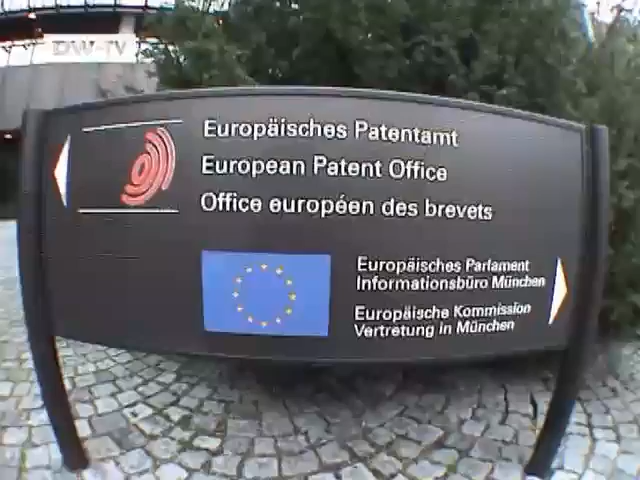 DW-TV
Europäisches Patentamt
European Patent Office
Office européen des brevets
Europäisches Parlament
Informationsbüro München
Europäische Kommission
Vertretung in München